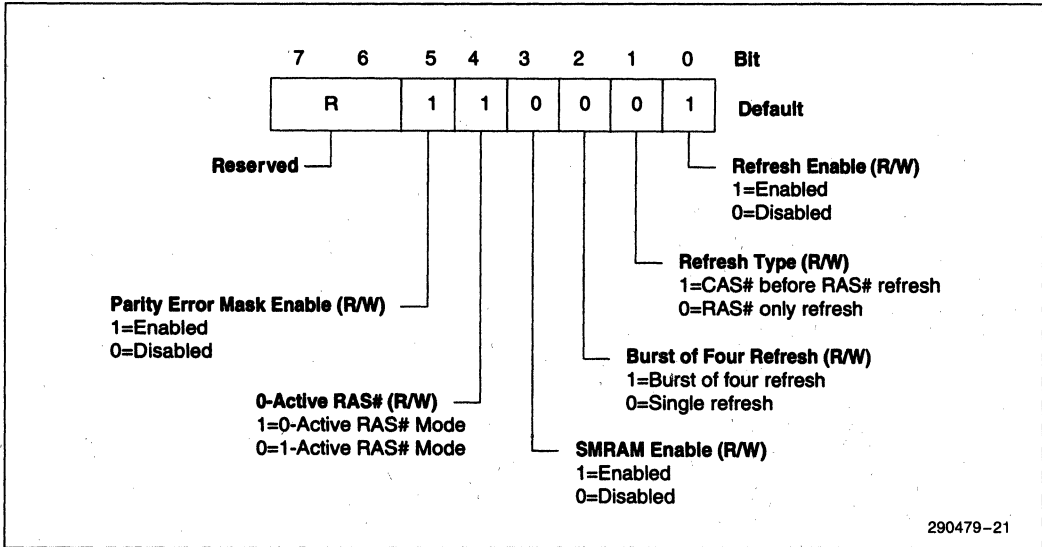 7 6 5 4 3 2 1 0 Bit
R 1 1 0 0 0 1 Default
Reserved
Refresh Enable (R/W)
1=Enabled
0=Disabled
Refresh Type (R/W)
1=CAS# before RAS# refresh
0=RAS# only refresh
Parity Error Mask Enable (R/W)
1=Enabled
0=Disabled
Burst of Four Refresh (R/W)
1=Burst of four refresh
0=Single refresh
0-Active RAS# (R/W)
1=0-Active RAS# Mode
0=1-Active RAS# Mode
SMRAM Enable (R/W)
1=Enabled
0=Disabled
290479-21